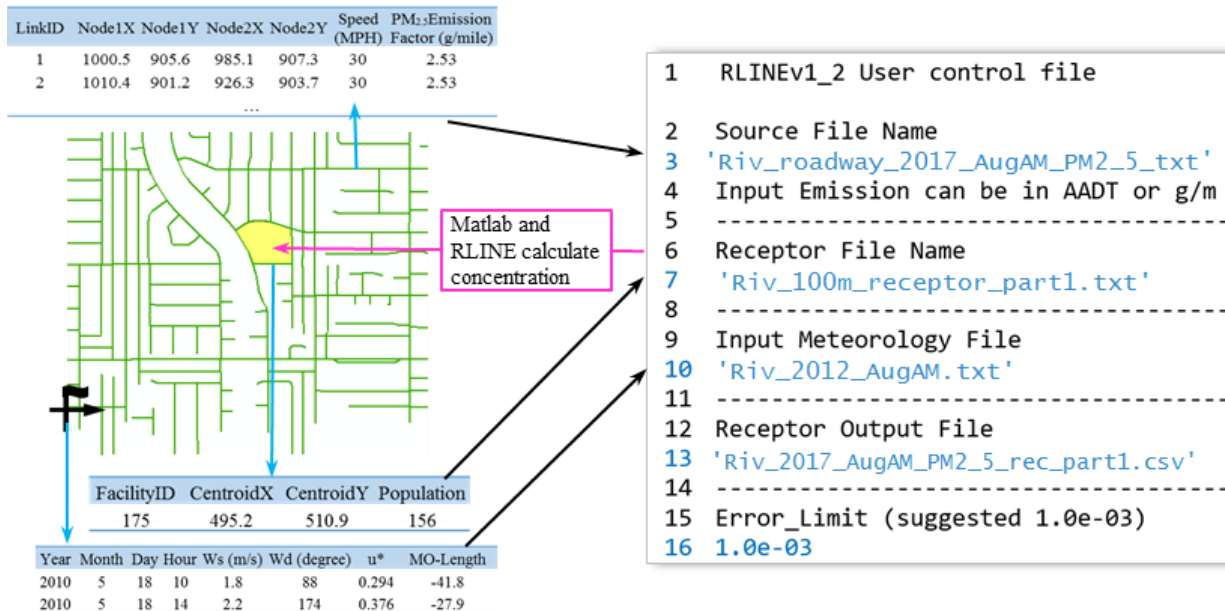 LinkID Node1X Node1Y Node2X Node2Y Speed (MPH) PM2.5Emission Factor (g/mile)
1 1000.5 905.6 985.1 907.3 30 2.53
2 1010.4 901.2 926.3 903.7 30 2.53
...
Matlab and
RLINE calculate
concentration
FacilityID CentroidX CentroidY Population
175 495.2 510.9 156
Year Month Day Hour Ws (m/s) Wd (degree) u* MO-Length
2010 5 18 10 1.8 88 0.294 -41.8
2010 5 18 14 2.2 174 0.376 -27.9
1 RLINEv1_2 User control file
2 Source File Name
3 'Riv_roadway_2017_AugAM_PM2_5_txt'
4 Input Emission can be in AADT or g/m
5 -----------------------------------
6 Receptor File Name
7 'Riv_100m_receptor_part1.txt'
8 -----------------------------------
9 Input Meteorology File
10 'Riv_2012_AugAM.txt'
11 -----------------------------------
12 Receptor Output File
13 'Riv_2017_AugAM_PM2_5_rec_part1.csv'
14 -----------------------------------
15 Error_Limit (suggested 1.0e-03)
16 1.0e-03